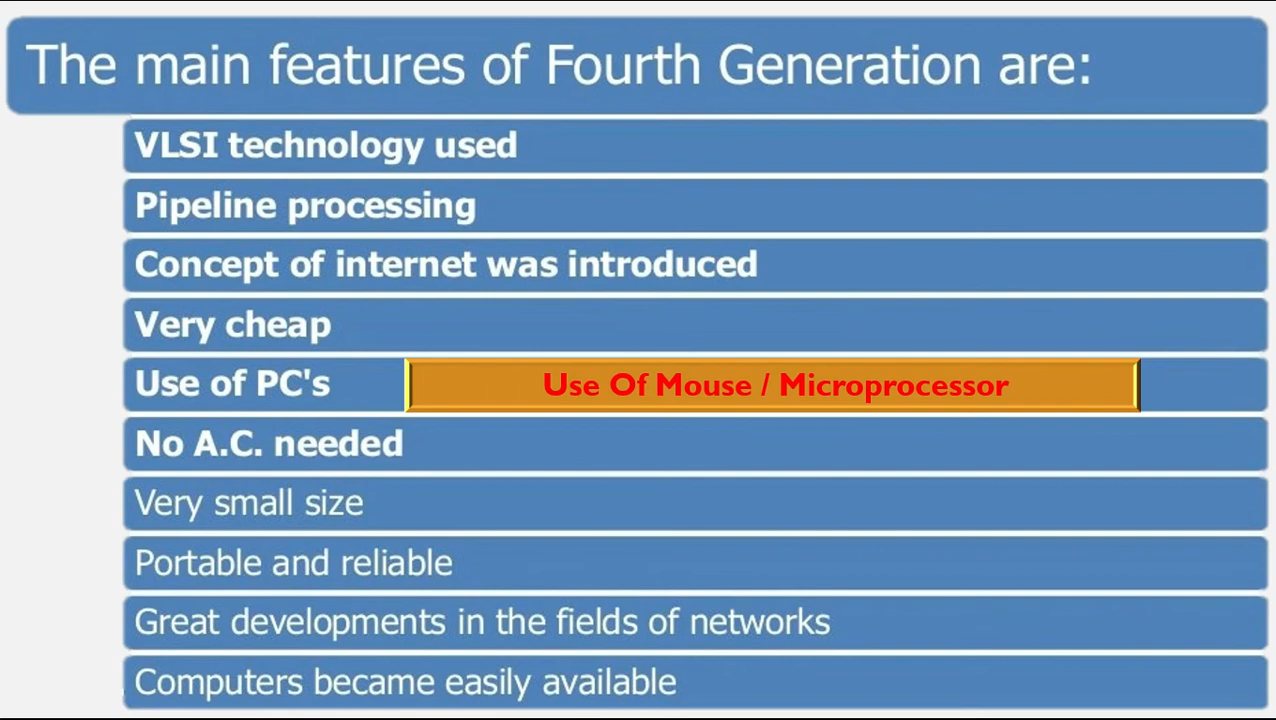 The main features of Fourth Generation are:
VLSI technology used
Pipeline processing
Concept of internet was introduced
Very cheap
Use of PC's
Use Of Mouse / Microprocessor
No A.C. needed
Very small size
Portable and reliable
Great developments in the fields of networks
Computers became easily available